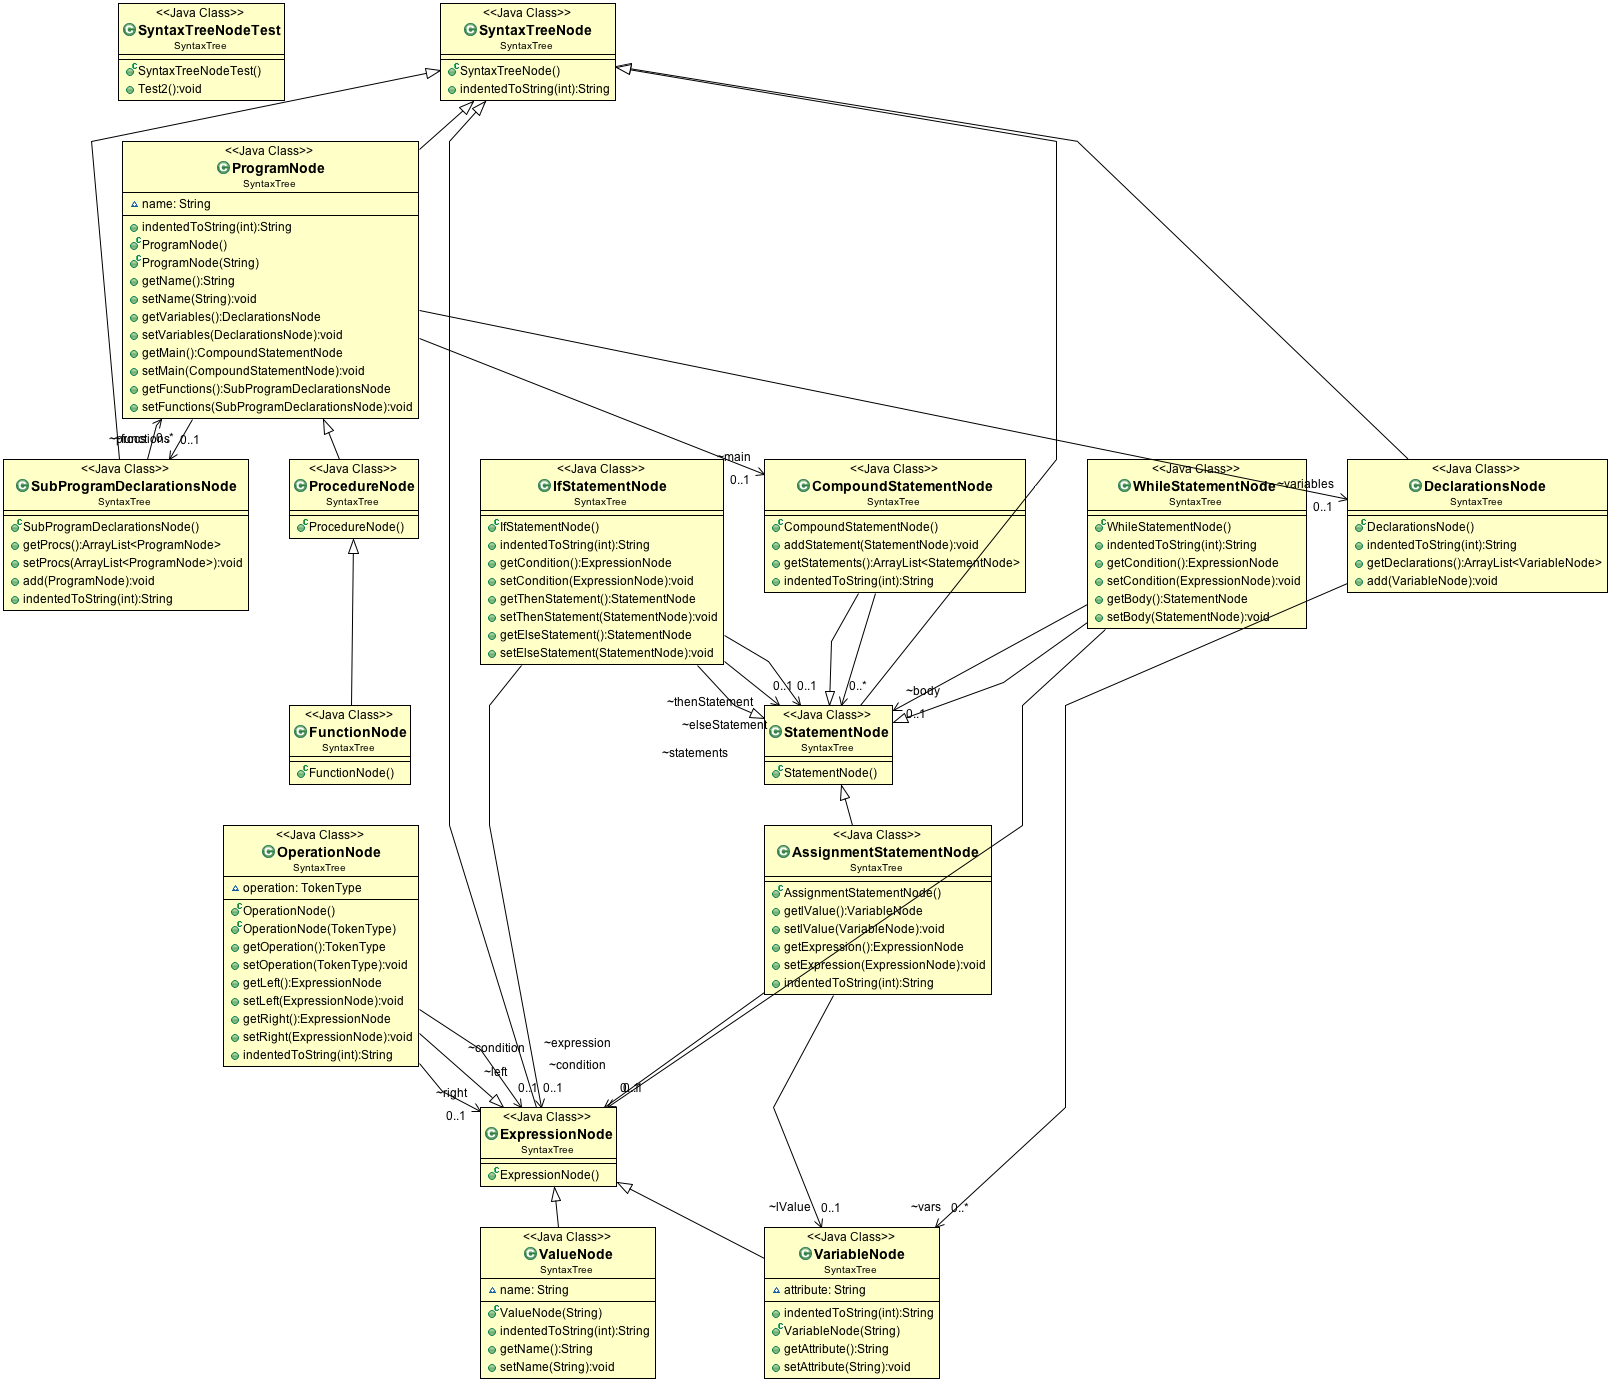 <<Java Class>>
SyntaxTreeNodeTest
SyntaxTree
SyntaxTreeNodeTest()
Test2():void
<<Java Class>>
SyntaxTreeNode
SyntaxTree
SyntaxTreeNode()
indentedToString(int):String
<<Java Class>>
ProgramNode
SyntaxTree
name: String
indentedToString(int):String
ProgramNode()
ProgramNode(String)
getName():String
setName(String):void
getVariables():DeclarationsNode
setVariables(DeclarationsNode):void
getMain():CompoundStatementNode
setMain(CompoundStatementNode):void
getFunctions():SubProgramDeclarationsNode
setFunctions(SubProgramDeclarationsNode):void
0..1
~main
0..1
~variables
0..1
<<Java Class>>
SubProgramDeclarationsNode
SyntaxTree
SubProgramDeclarationsNode()
getProcs():ArrayList<ProgramNode>
setProcs(ArrayList<ProgramNode>):void
add(ProgramNode):void
indentedToString(int):String
<<Java Class>>
ProcedureNode
SyntaxTree
ProcedureNode()
<<Java Class>>
IfStatementNode
SyntaxTree
IfStatementNode()
indentedToString(int):String
getCondition():ExpressionNode
setCondition(ExpressionNode):void
getThenStatement():StatementNode
setThenStatement(StatementNode):void
getElseStatement():StatementNode
setElseStatement(StatementNode):void
<<Java Class>>
CompoundStatementNode
SyntaxTree
CompoundStatementNode()
addStatement(StatementNode):void
getStatements():ArrayList<StatementNode>
indentedToString(int):String
<<Java Class>>
WhileStatementNode
SyntaxTree
WhileStatementNode()
indentedToString(int):String
getCondition():ExpressionNode
setCondition(ExpressionNode):void
getBody():StatementNode
setBody(StatementNode):void
<<Java Class>>
DeclarationsNode
SyntaxTree
DeclarationsNode()
indentedToString(int):String
getDeclarations():ArrayList<VariableNode>
add(VariableNode):void
0..1
0..1
0..*
~body
0..1
~thenStatement
~elseStatement
~statements
<<Java Class>>
FunctionNode
SyntaxTree
FunctionNode()
<<Java Class>>
StatementNode
SyntaxTree
StatementNode()
<<Java Class>>
OperationNode
SyntaxTree
operation: TokenType
OperationNode()
OperationNode(TokenType)
getOperation():TokenType
setOperation(TokenType):void
getLeft():ExpressionNode
setLeft(ExpressionNode):void
getRight():ExpressionNode
setRight(ExpressionNode):void
indentedToString(int):String
<<Java Class>>
AssignmentStatementNode
SyntaxTree
AssignmentStatementNode()
getlValue():VariableNode
setlValue(VariableNode):void
getExpression():ExpressionNode
setExpression(ExpressionNode):void
indentedToString(int):String
~condition
~expression
~condition
~left
~right
0..1
0..1
0..1
<<Java Class>>
ExpressionNode
SyntaxTree
ExpressionNode()
~lValue
0..1
~vars
0..*
<<Java Class>>
ValueNode
SyntaxTree
name: String
ValueNode(String)
indentedToString(int):String
getName():String
setName(String):void
<<Java Class>>
VariableNode
SyntaxTree
attribute: String
indentedToString(int):String
VariableNode(String)
getAttribute():String
setAttribute(String):void